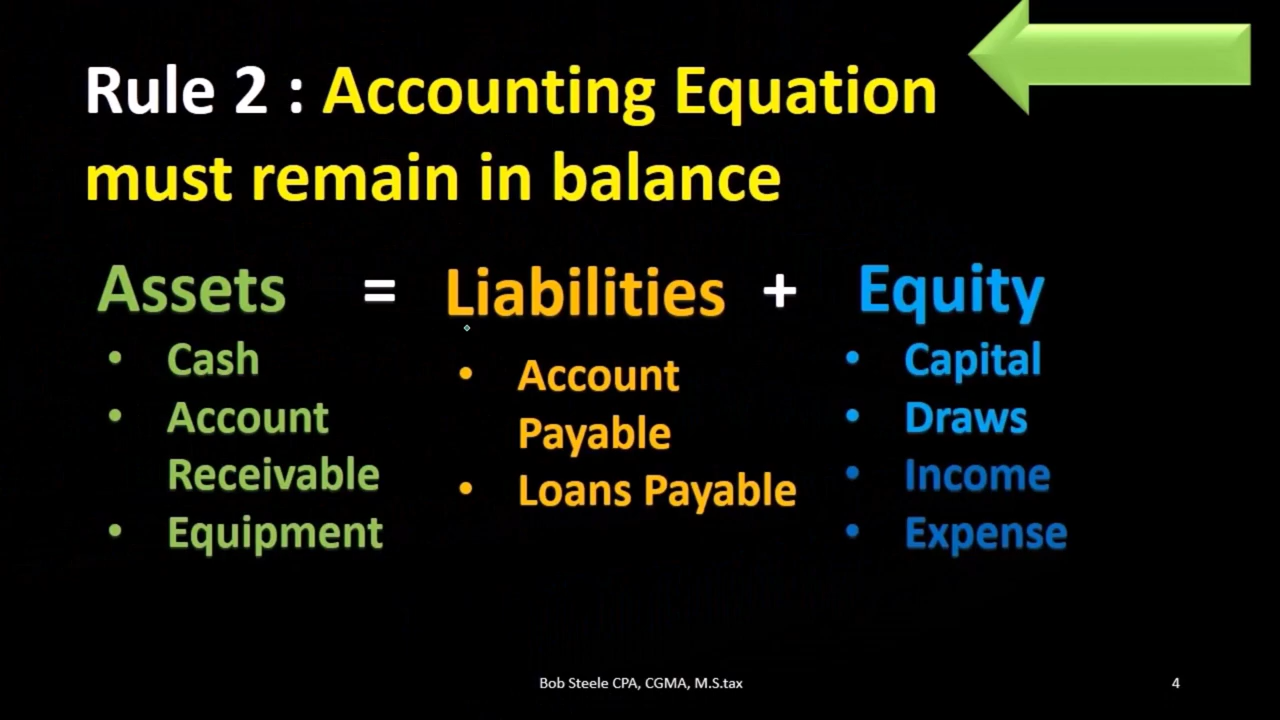 Rule 2 : Accounting Equation
must remain in balance
Assets = Liabilities + Equity
• Cash
• Account
Receivable
• Equipment
• Account
Payable
• Loans Payable
• Capital
• Draws
• Income
• Expense
Bob Steele CPA, CGMA, M.S.tax
4